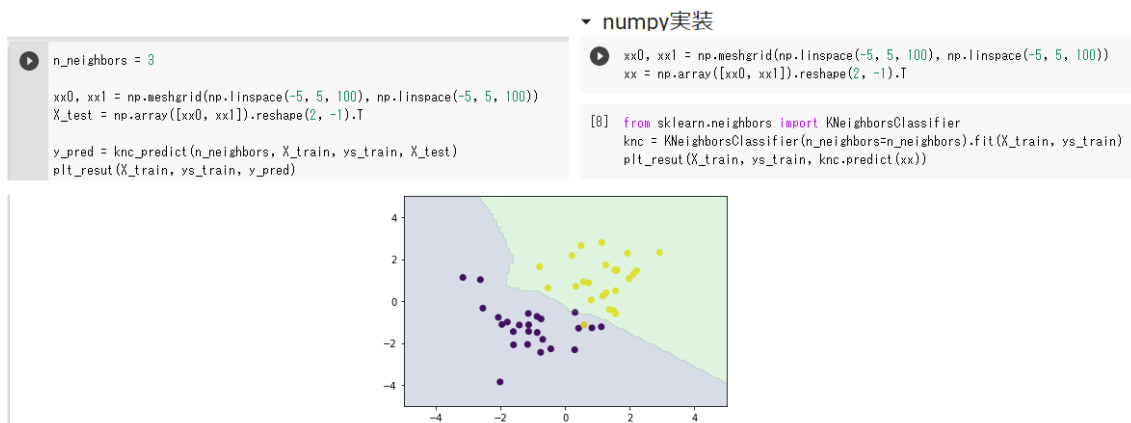 n_neighbors = 3
xx0, xx1 = np.meshgrid(np.linspace(-5, 5, 100), np.linspace(-5, 5, 100))
X_test = np.array([xx0, xx1]).reshape(2, -1).T
y_pred = knc_predict(n_neighbors, X_train, ys_train, X_test)
plt_resut(X_train, ys_train, y_pred)
numpy実装
xx0, xx1 = np.meshgrid(np.linspace(-5, 5, 100), np.linspace(-5, 5, 100))
xx = np.array([xx0, xx1]).reshape(2, -1).T
[8] from sklearn.neighbors import KNeighborsClassifier
knc = KNeighborsClassifier(n_neighbors=n_neighbors).fit(X_train, ys_train)
plt_resut(X_train, ys_train, knc.predict(xx))
4
2
0
−2
−4
−4 −2 0 2 4